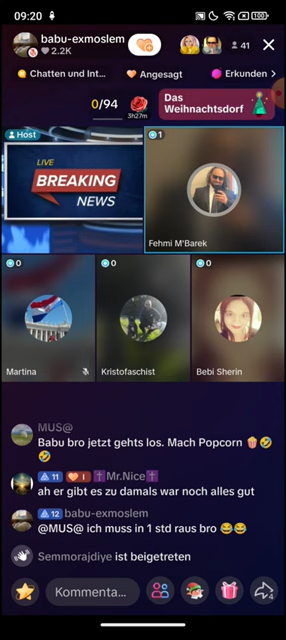 09:20
100
babu-exmoslem
2.2K
41
Chatten und Int...
Angesagt
Erkunden
0/94
3h27m
Das
Weihnachtsdorf
Host
LIVE
BREAKING
NEWS
1
Fehmi M'Barek
0
Martina
0
Kristofaschist
0
Bebi Sherin
MUS@
Babu bro jetzt gehts los. Mach Popcorn 🍿🤣
🤣
11 1 ✝️Mr.Nice✝️
ah er gibt es zu damals war noch alles gut
12 babu-exmoslem
@MUS@ ich muss in 1 std raus bro 😂😂
Semmorajdiye ist beigetreten
Kommenta...
4